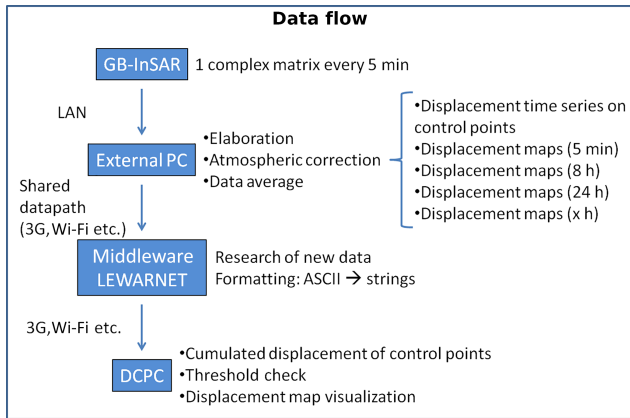 Data flow
GB-InSAR
1 complex matrix every 5 min
LAN
External PC
•Elaboration
•Atmospheric correction
•Data average
•Displacement time series on
control points
•Displacement maps (5 min)
•Displacement maps (8 h)
•Displacement maps (24 h)
•Displacement maps (x h)
Shared
datapath
(3G,Wi-Fi etc.)
Middleware
LEWARNET
Research of new data
Formatting: ASCII → strings
3G,Wi-Fi etc.
DCPC
•Cumulated displacement of control points
•Threshold check
•Displacement map visualization